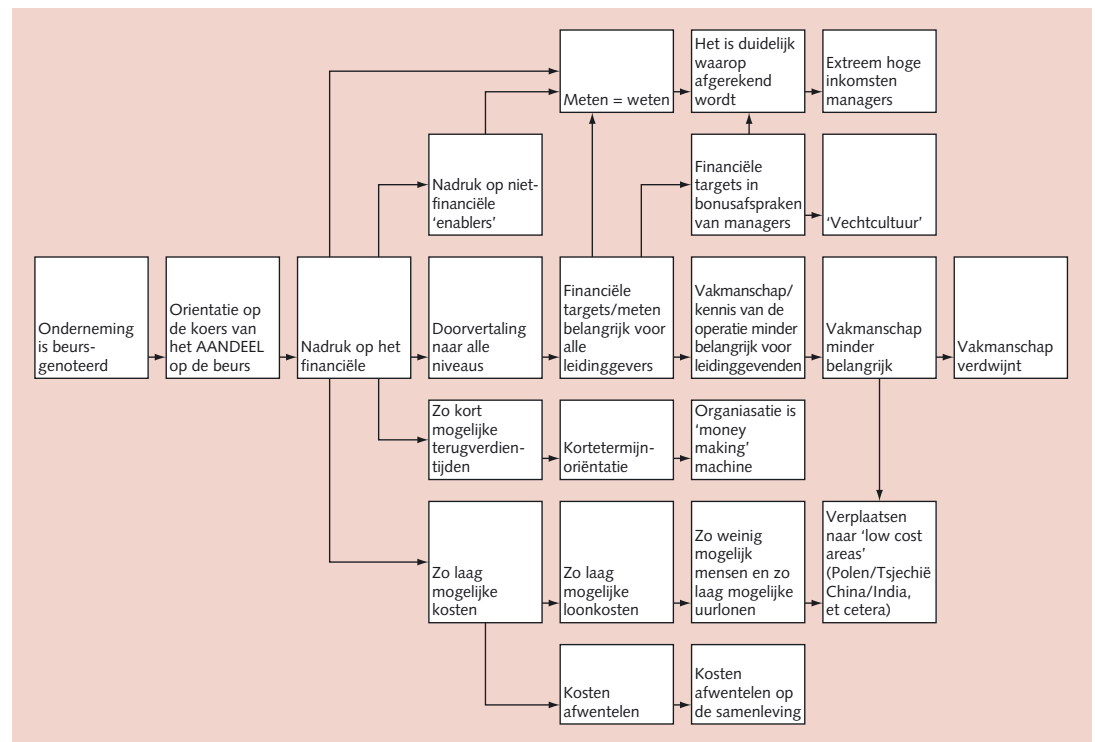 Meten = weten
Het is duidelijk
waarop
afgerekend
wordt
Extreem hoge
inkomsten
managers
Nadruk op niet-
financiële
‘enablers’
Financiële
targets in
bonusafspraken
van managers
‘Vechtcultuur’
Onderneming
is beurs-
genoteerd
Orientatie op
de koers van
het AANDEEL
op de beurs
Nadruk op het
financiële
Doorvertaling
naar alle
niveaus
Financiële
targets/meten
belangrijk voor
alle
leidinggevers
Vakmanschap/
kennis van de
operatie minder
belangrijk voor
leidinggevenden
Vakmanschap
minder
belangrijk
Vakmanschap
verdwijnt
Zo kort
mogelijke
terugverdien-
tijden
Kortetermijn-
oriëntatie
Organiasatie is
‘money
making’
machine
Zo laag
mogelijke
kosten
Zo laag
mogelijke
loonkosten
Zo weinig
mogelijk
mensen en zo
laag mogelijke
uurlonen
Verplaatsen
naar ‘low cost
areas’
(Polen/Tsjechië
China/India,
et cetera)
Kosten
afwentelen
Kosten
afwentelen op
de samenleving